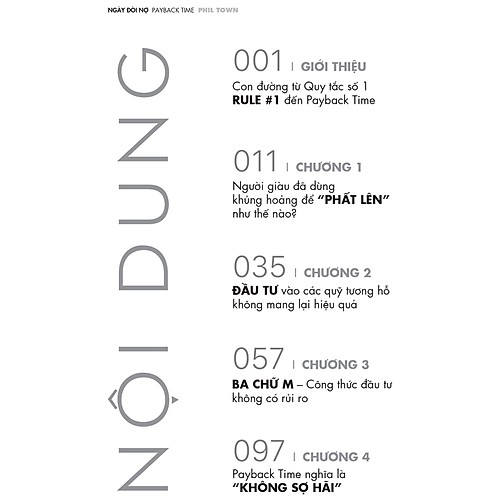 NGÀY ĐÒI NỢ PAYBACK TIME PHIL TOWN
NỘI DUNG
001 | GIỚI THIỆU
Con đường từ Quy tắc số 1
RULE #1 đến Payback Time
011 | CHƯƠNG 1
Người giàu đã dùng
khủng hoảng để “PHẤT LÊN”
như thế nào?
035 | CHƯƠNG 2
ĐẦU TƯ vào các quỹ tương hỗ
không mang lại hiệu quả
057 | CHƯƠNG 3
BA CHỮ M – Công thức đầu tư
không có rủi ro
097 | CHƯƠNG 4
Payback Time nghĩa là
“KHÔNG SỢ HÃI”